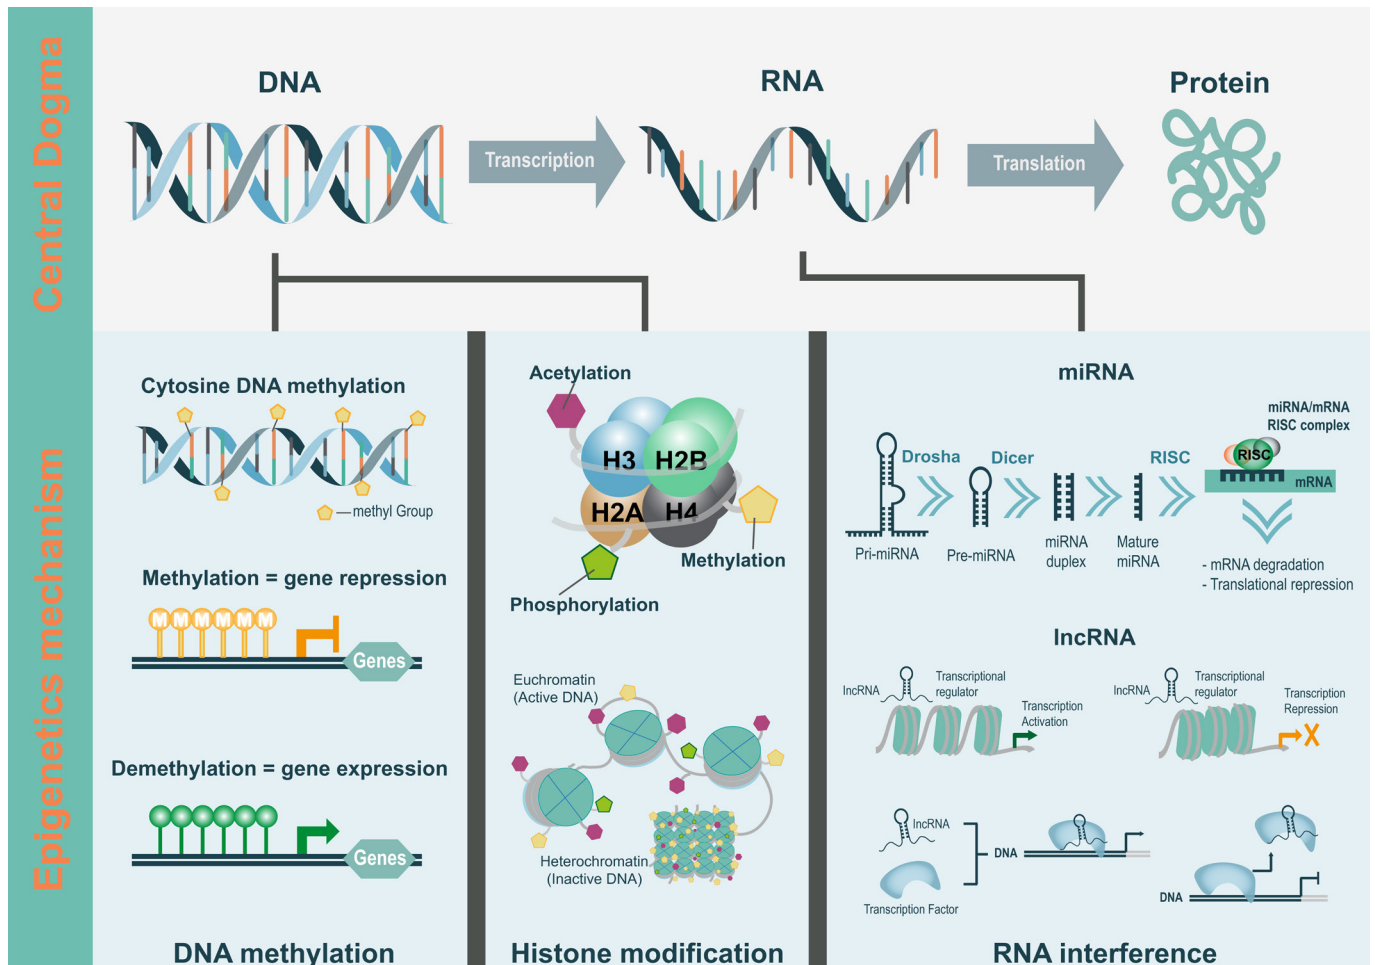 Central Dogma
DNA
Transcription
RNA
Translation
Protein
Epigenetics mechanism
Cytosine DNA methylation
methyl Group
Methylation = gene repression
M M M M M M
Genes
Demethylation = gene expression
Genes
DNA methylation
Acetylation
H3
H2B
H2A
H4
Methylation
Phosphorylation
Euchromatin
(Active DNA)
Heterochromatin
(Inactive DNA)
Histone modification
miRNA
miRNA/mRNA
RISC complex
Drosha
Dicer
RISC
RISC
mRNA
Pri-miRNA
Pre-miRNA
miRNA
duplex
Mature
miRNA
- mRNA degradation
- Translational repression
lncRNA
lncRNA
Transcriptional
regulator
Transcription
Activation
lncRNA
Transcriptional
regulator
Transcription
Repression
lncRNA
Transcription Factor
DNA
DNA
RNA interference